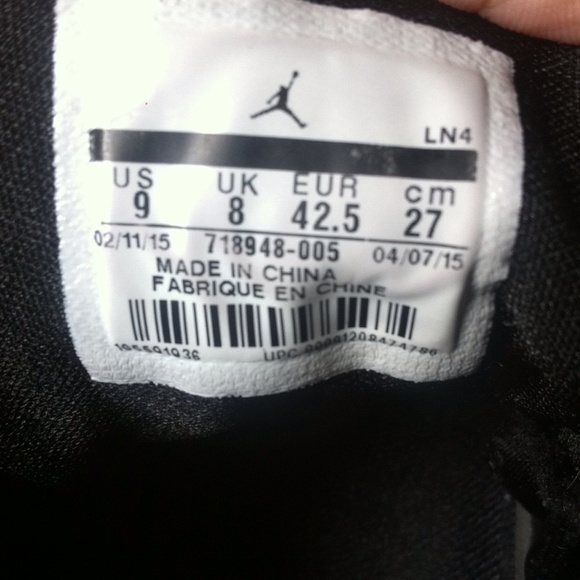 LN4
US UK EUR cm
9 8 42.5 27
02/11/15 718948-005 04/07/15
MADE IN CHINA
FABRIQUE EN CHINE
UPC